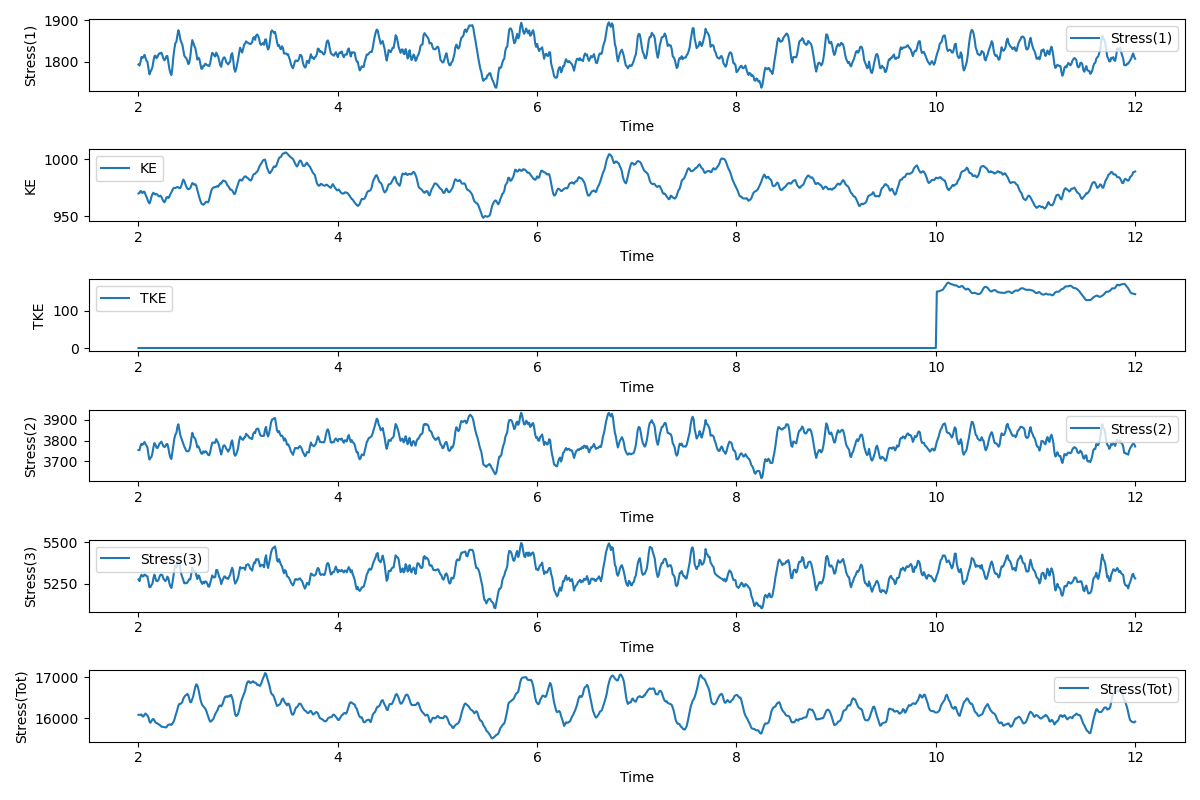 Stress(1)
1900
1800
Stress(1)
2 4 6 8 10 12
Time
KE
1000
950
KE
2 4 6 8 10 12
Time
TKE
100
0
TKE
2 4 6 8 10 12
Time
Stress(2)
3900
3800
3700
Stress(2)
2 4 6 8 10 12
Time
Stress(3)
5500
5250
Stress(3)
2 4 6 8 10 12
Time
Stress(Tot)
17000
16000
Stress(Tot)
2 4 6 8 10 12
Time